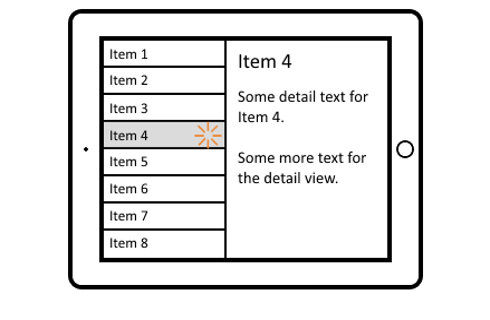 Item 1
Item 2
Item 3
Item 4
Item 5
Item 6
Item 7
Item 8
Item 4
Some detail text for
Item 4.
Some more text for
the detail view.